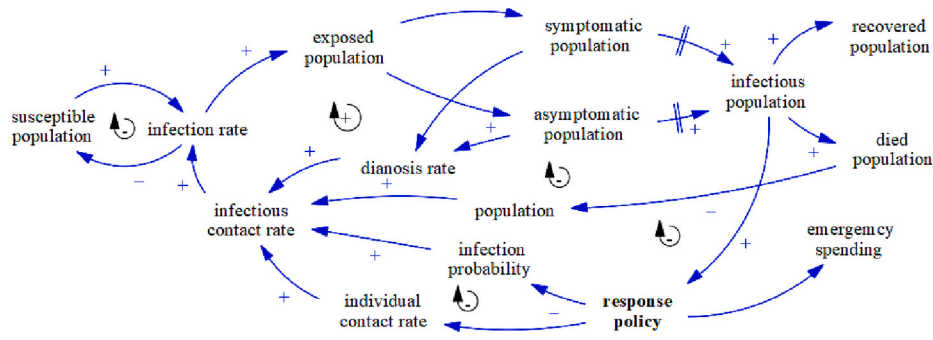 symptomatic
population
exposed
population
recovered
population
+
+
+
infectious
population
+
susceptible
population
-
infection rate
+
asymptomatic
population
+
+
-
dianosis rate
+
died
population
+
-
+
+
-
infectious
contact rate
population
-
-
emergemcy
spending
+
infection
probability
+
individual
contact rate
-
+
response
policy
-